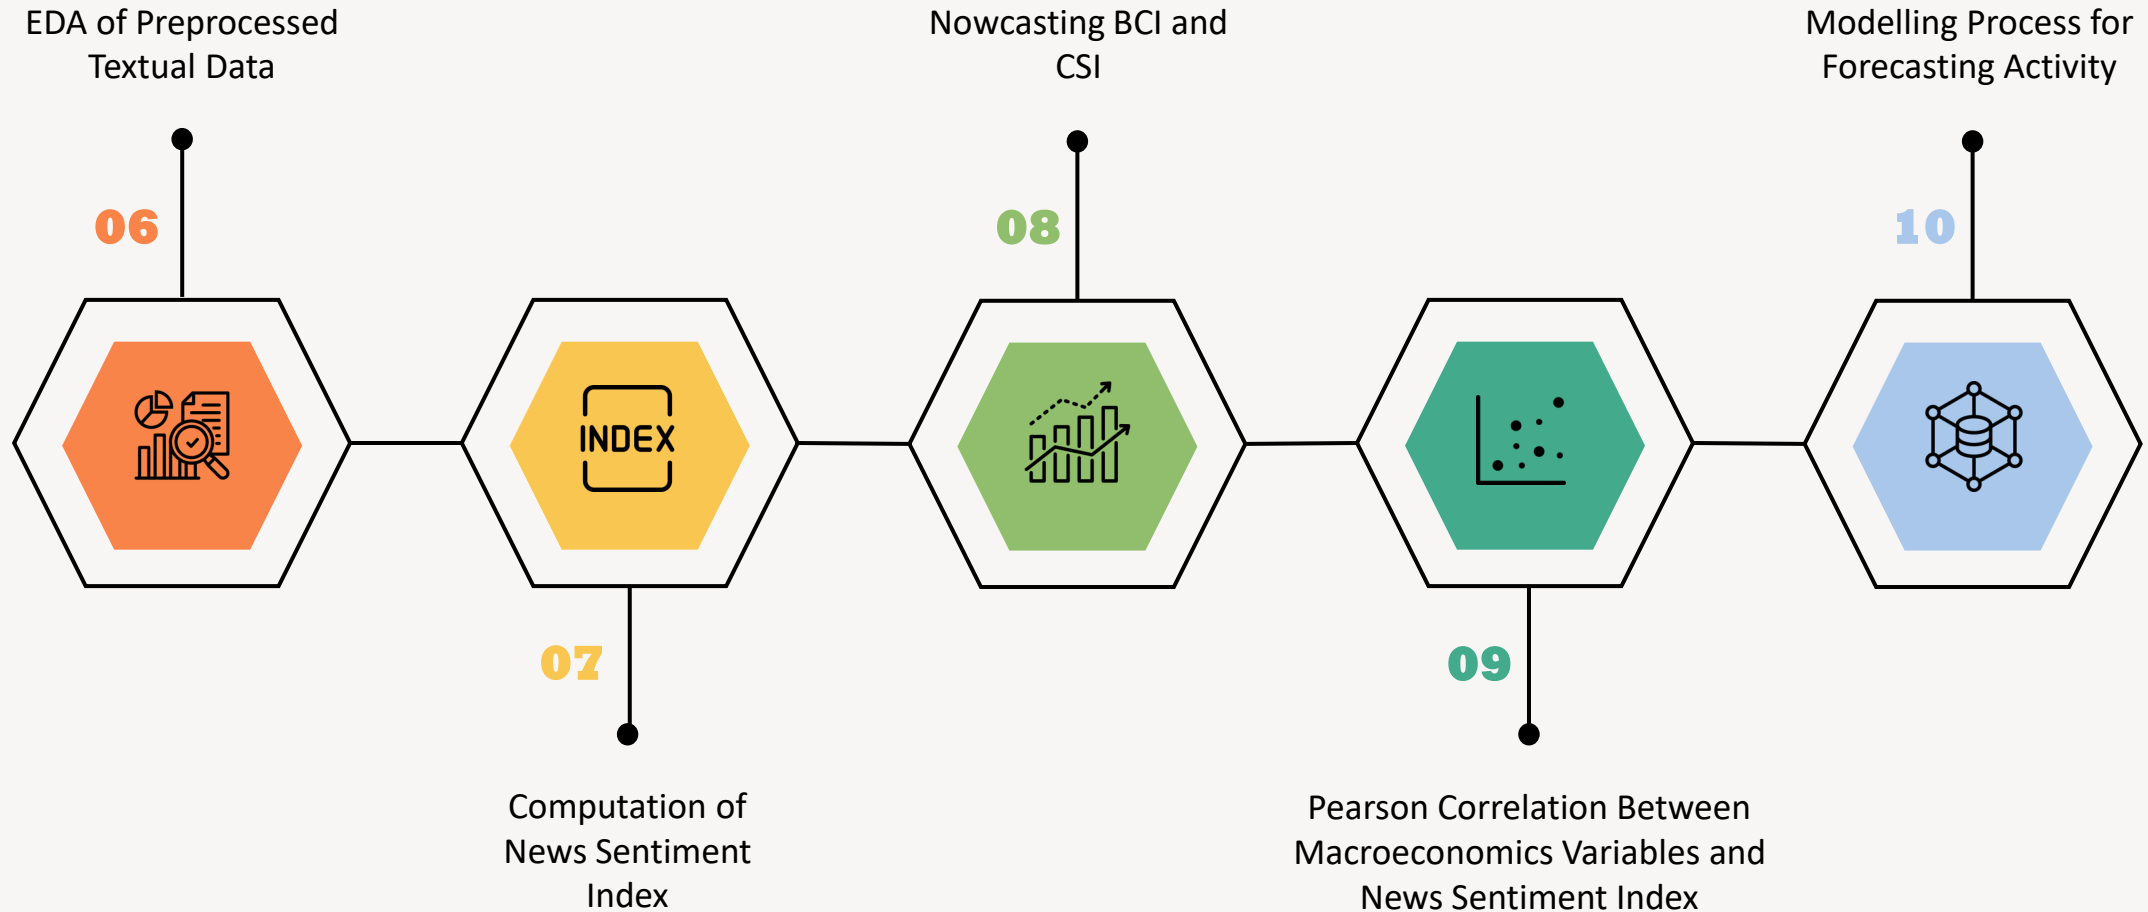 EDA of Preprocessed
Textual Data
06
INDEX
07
Computation of
News Sentiment
Index
Nowcasting BCI and
CSI
08
09
Pearson Correlation Between
Macroeconomics Variables and
News Sentiment Index
Modelling Process for
Forecasting Activity
10